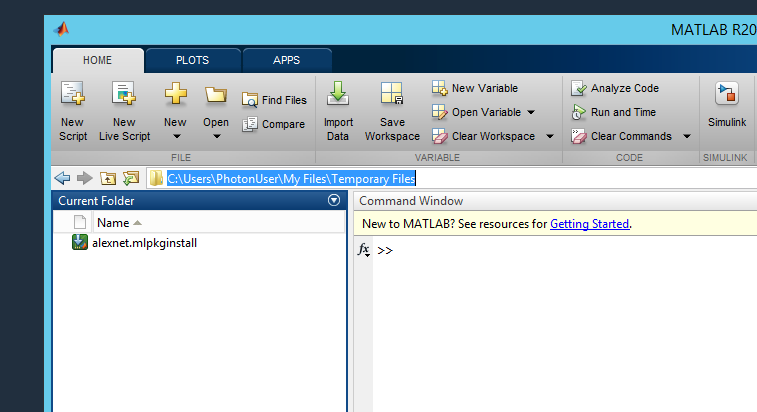 MATLAB R20
HOME PLOTS APPS
New Script
New Live Script
New
Open
Find Files
Compare
Import Data
Save Workspace
New Variable
Open Variable
Clear Workspace
Analyze Code
Run and Time
Clear Commands
Simulink
FILE VARIABLE CODE SIMULINK
C:\Users\PhotonUser\My Files\Temporary Files
Current Folder
Name
alexnet.mlpkginstall
Command Window
New to MATLAB? See resources for Getting Started.
fx >>